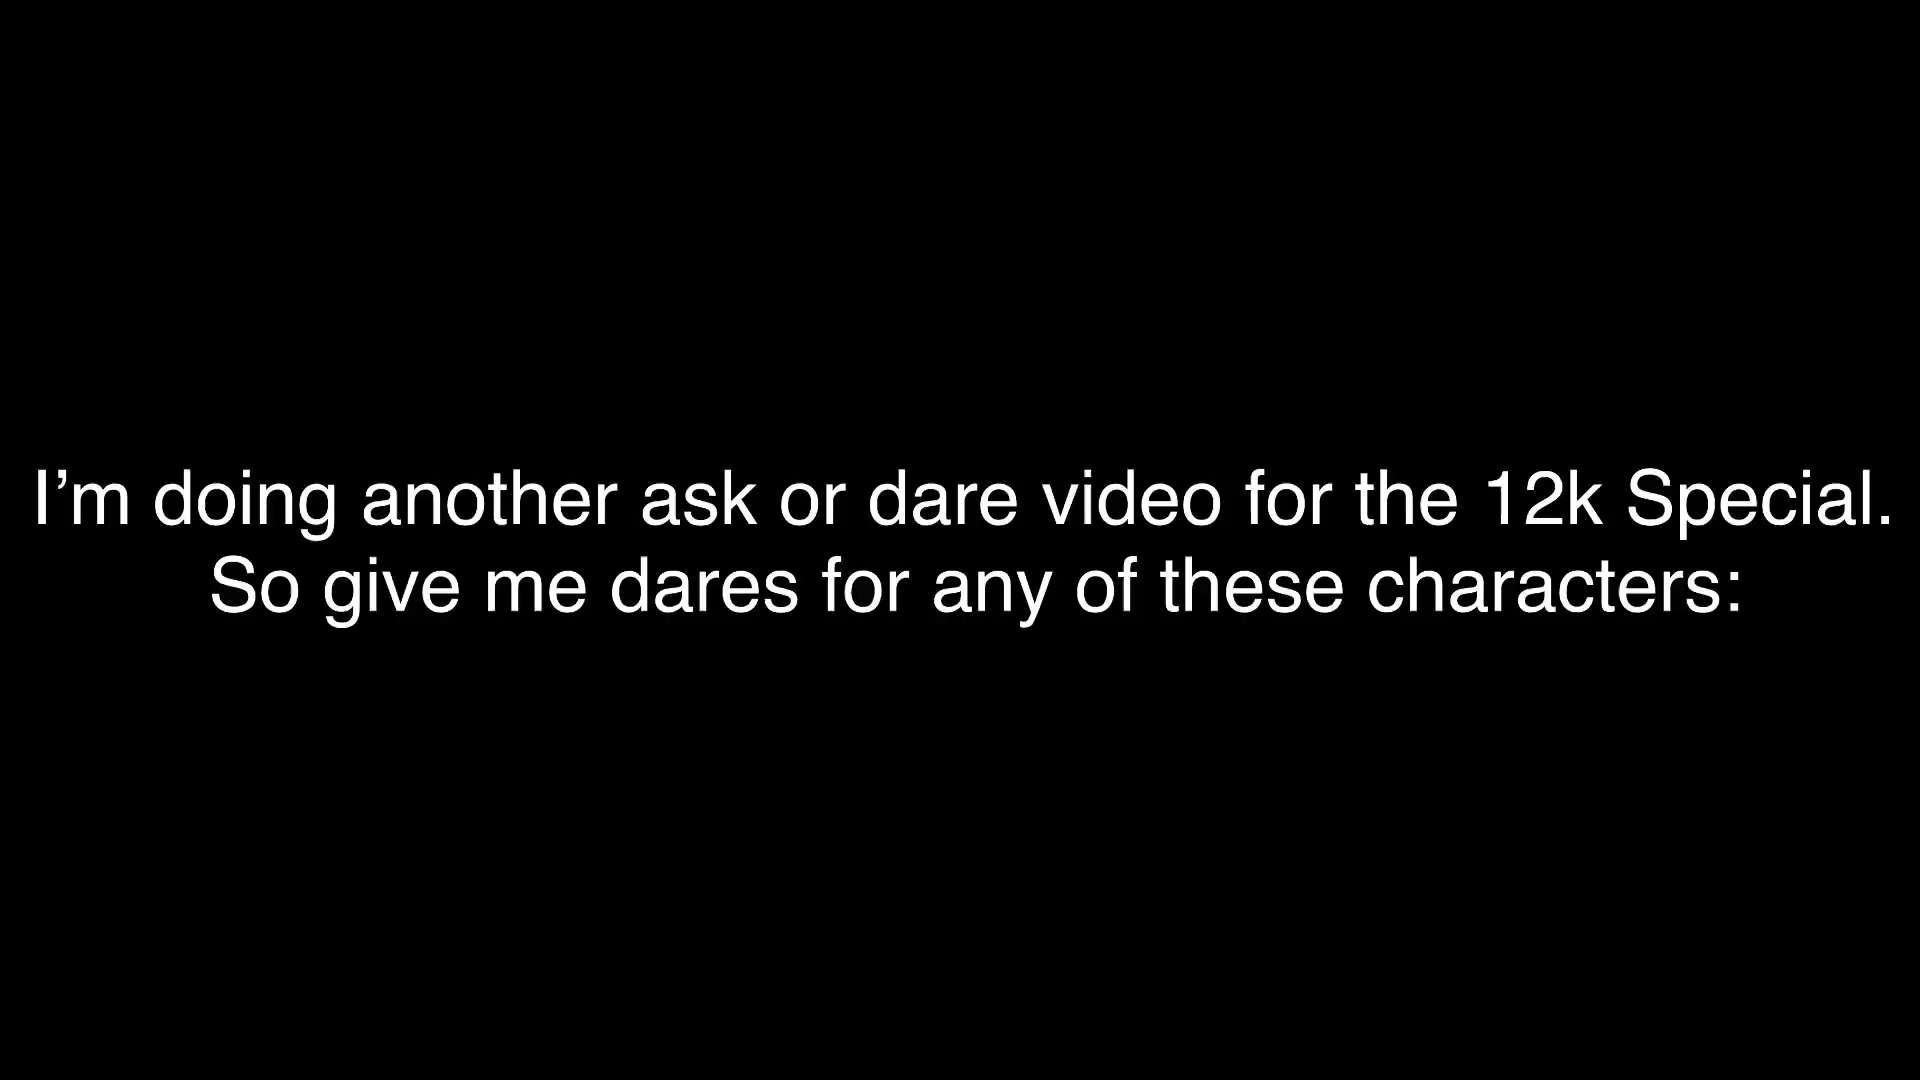 I’m doing another ask or dare video for the 12k Special.
So give me dares for any of these characters: